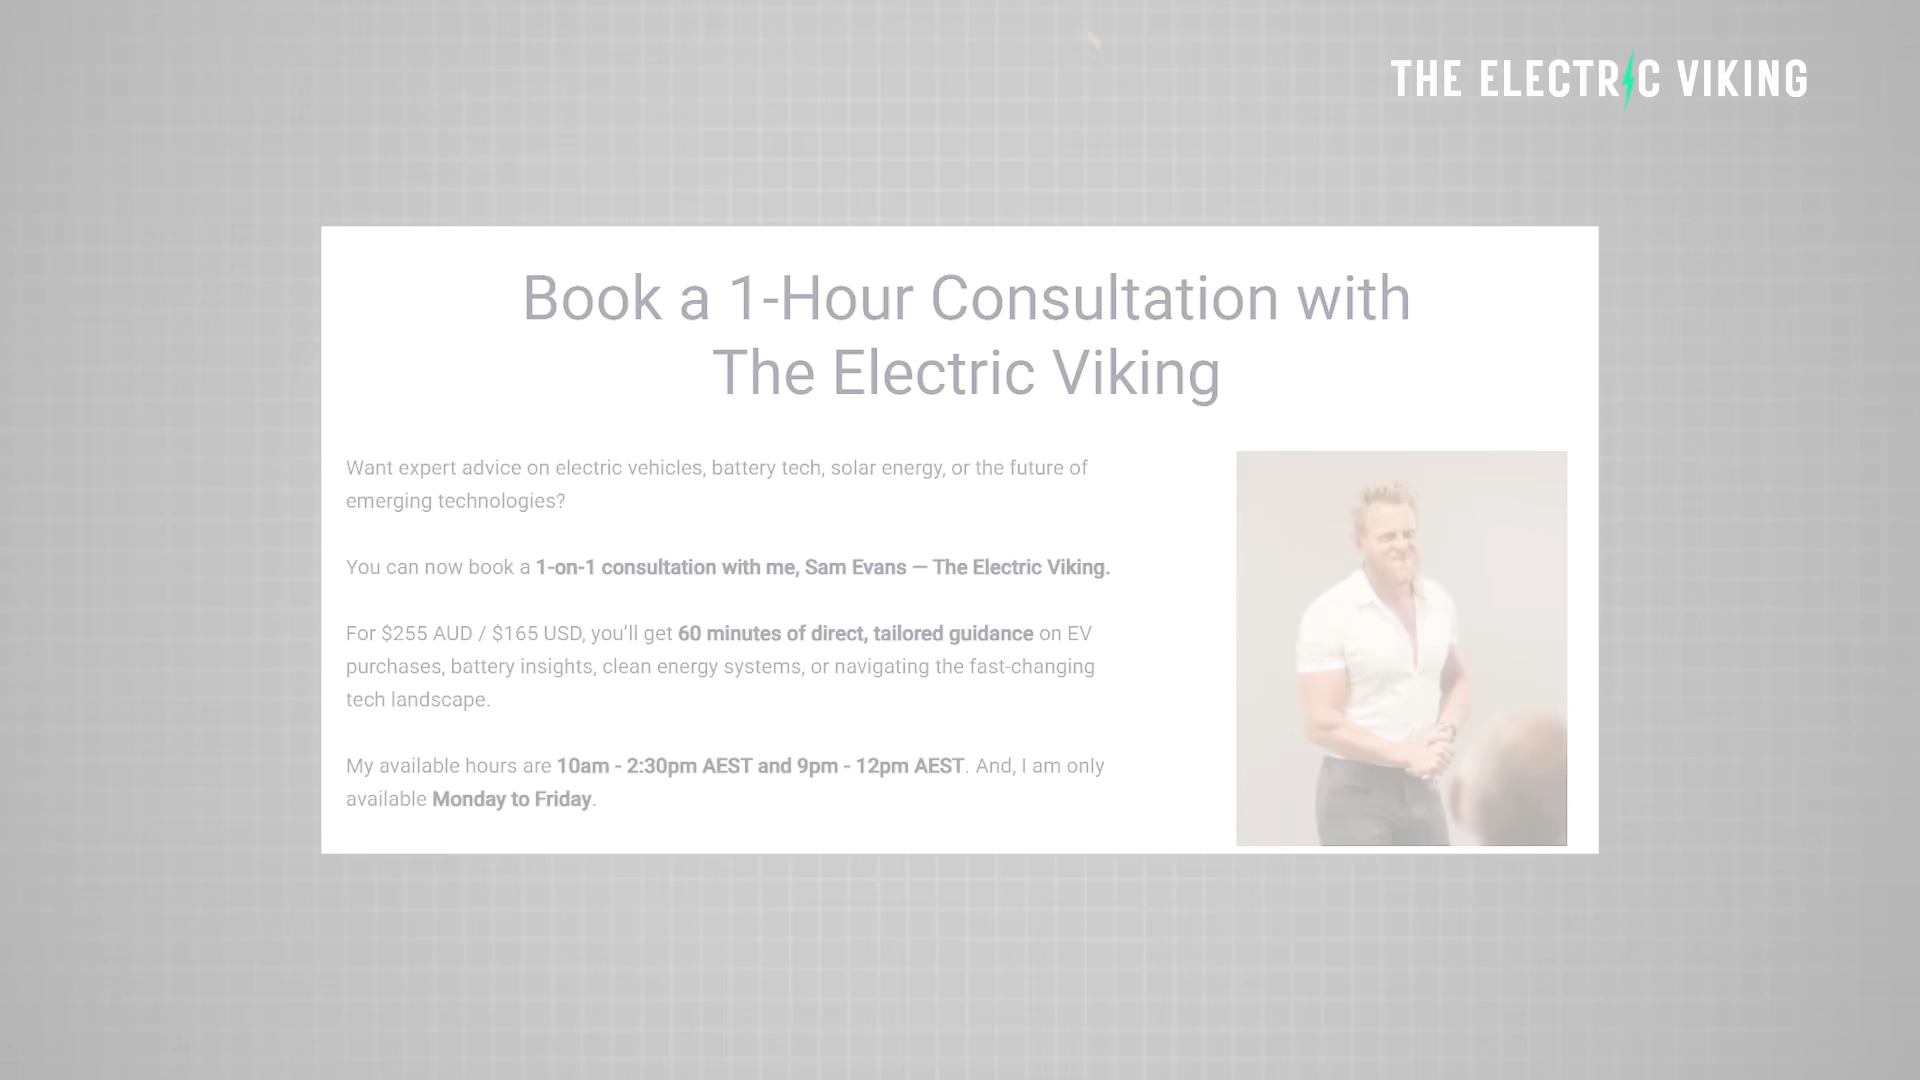 THE ELECTRIC VIKING
Book a 1-Hour Consultation with
The Electric Viking
Want expert advice on electric vehicles, battery tech, solar energy, or the future of
emerging technologies?
You can now book a 1-on-1 consultation with me, Sam Evans — The Electric Viking.
For $255 AUD / $165 USD, you’ll get 60 minutes of direct, tailored guidance on EV
purchases, battery insights, clean energy systems, or navigating the fast-changing
tech landscape.
My available hours are 10am - 2:30pm AEST and 9pm - 12pm AEST. And, I am only
available Monday to Friday.